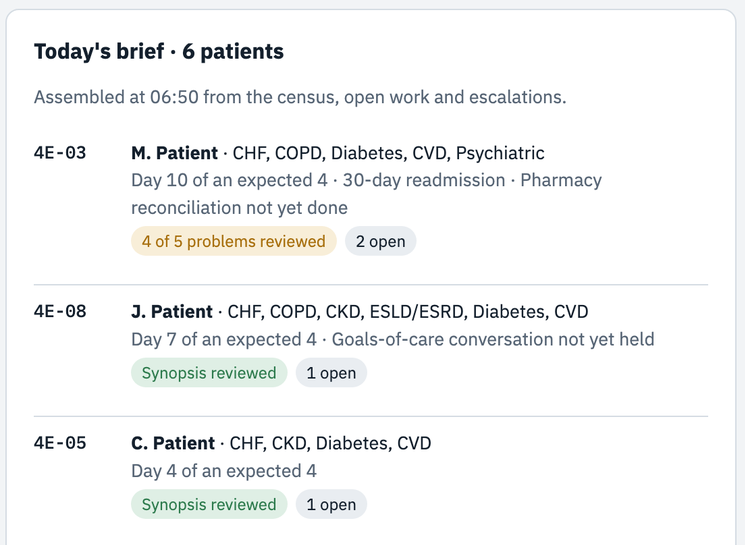 Today's brief · 6 patients
Assembled at 06:50 from the census, open work and escalations.
4E-03
M. Patient · CHF, COPD, Diabetes, CVD, Psychiatric
Day 10 of an expected 4 · 30-day readmission · Pharmacy
reconciliation not yet done
4 of 5 problems reviewed
2 open
4E-08
J. Patient · CHF, COPD, CKD, ESLD/ESRD, Diabetes, CVD
Day 7 of an expected 4 · Goals-of-care conversation not yet held
Synopsis reviewed
1 open
4E-05
C. Patient · CHF, CKD, Diabetes, CVD
Day 4 of an expected 4
Synopsis reviewed
1 open